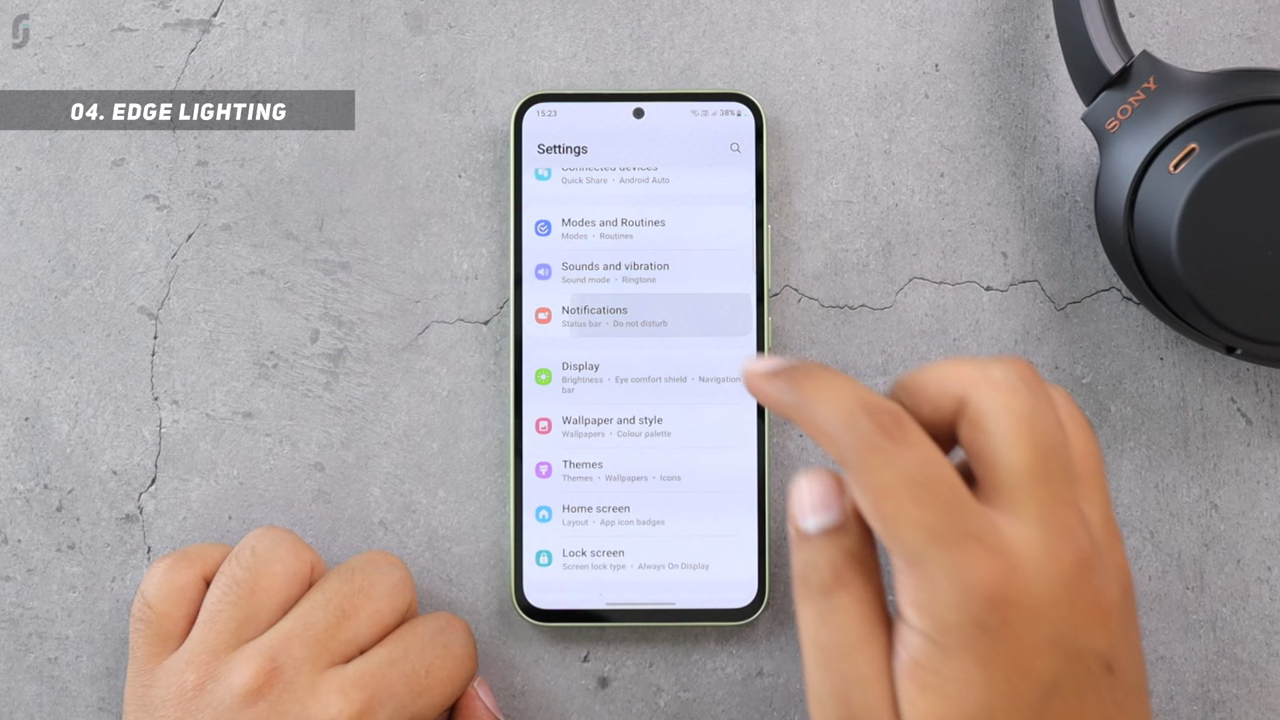 04. EDGE LIGHTING
15:23
38%
Settings
Connected devices
Quick Share • Android Auto
Modes and Routines
Modes • Routines
Sounds and vibration
Sound mode • Ringtone
Notifications
Status bar • Do not disturb
Display
Brightness • Eye comfort shield • Navigation
bar
Wallpaper and style
Wallpapers • Colour palette
Themes
Themes • Wallpapers • Icons
Home screen
Layout • App icon badges
Lock screen
Screen lock type • Always On Display
SONY